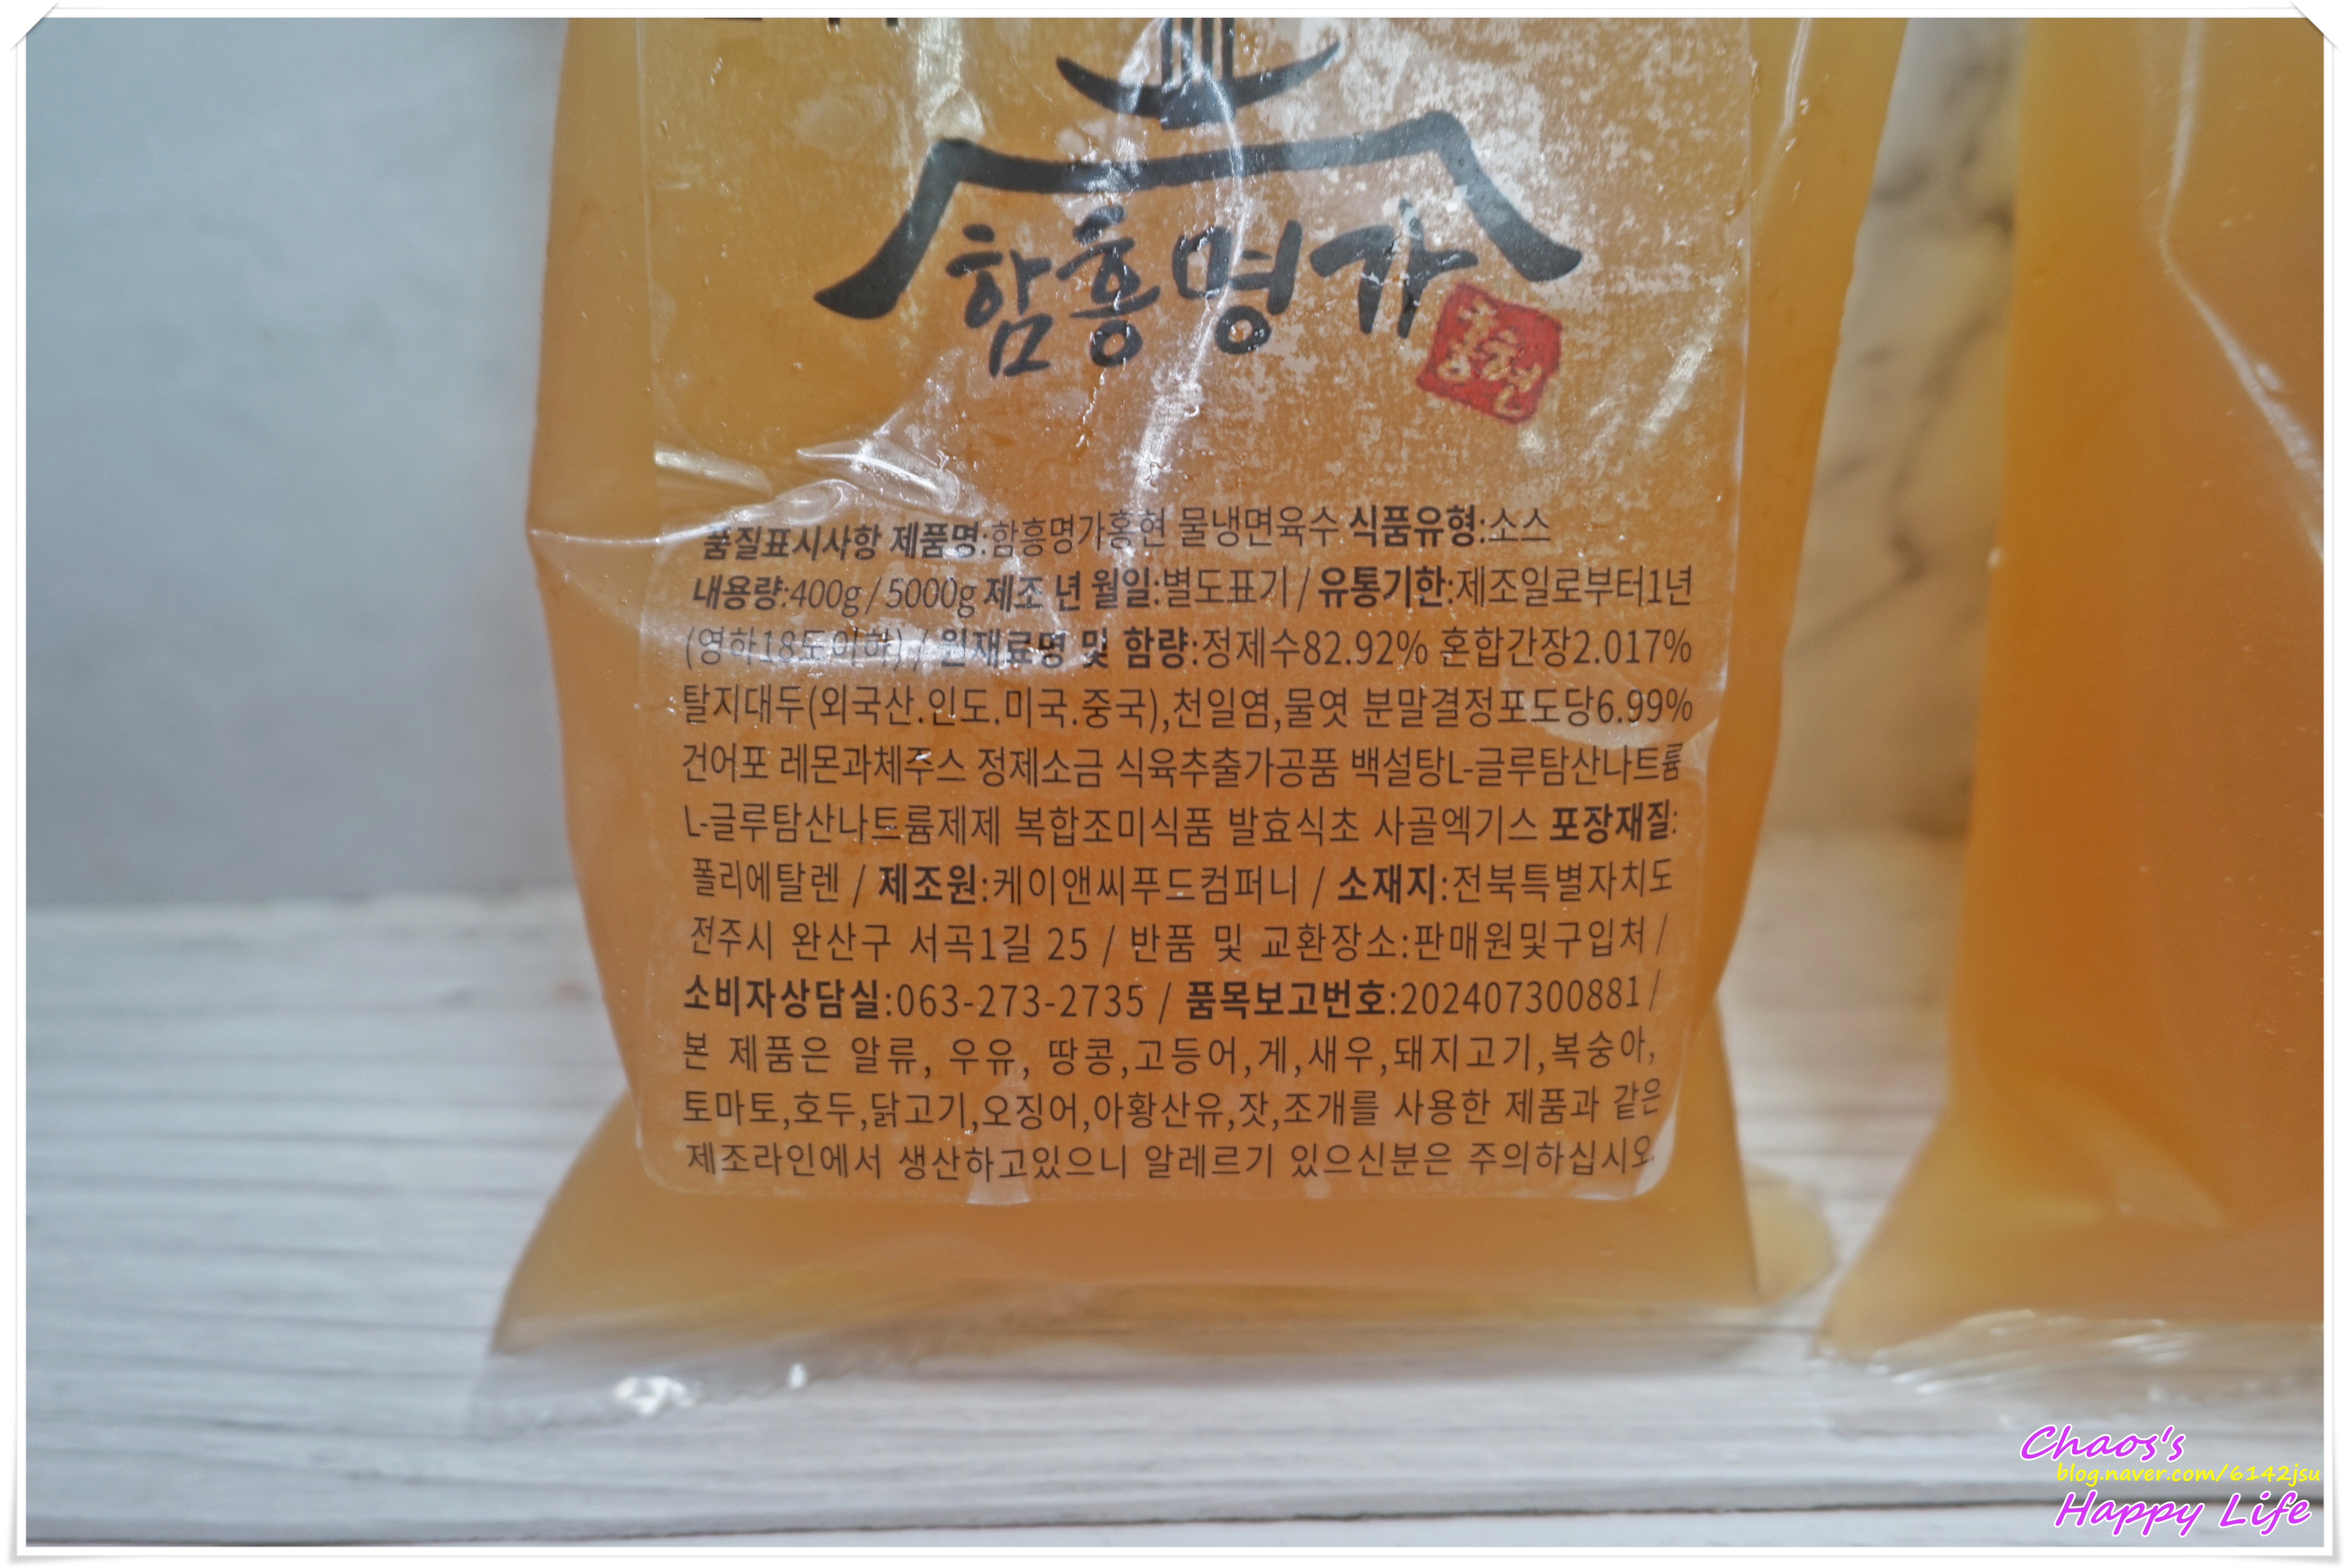 함흥명가
홍현
품질표시사항 제품명:함흥명가홍현 물냉면육수 식품유형:소스
내용량:400g / 5000g 제조 년 월일:별도표기 / 유통기한:제조일로부터1년
(영하18도이하) / 원재료명 및 함량:정제수82.92% 혼합간장2.017%
탈지대두(외국산.인도.미국.중국),천일염,물엿 분말결정포도당6.99%
건어포 레몬과체주스 정제소금 식육추출가공품 백설탕L-글루탐산나트륨
L-글루탐산나트륨제제 복합조미식품 발효식초 사골엑기스 포장재질:
폴리에탈렌 / 제조원:케이앤씨푸드컴퍼니 / 소재지:전북특별자치도
전주시 완산구 서곡1길 25 / 반품 및 교환장소:판매원및구입처 /
소비자상담실:063-273-2735 / 품목보고번호:202407300881 /
본 제품은 알류, 우유, 땅콩,고등어,게,새우,돼지고기,복숭아,
토마토,호두,닭고기,오징어,아황산유,잣,조개를 사용한 제품과 같은
제조라인에서 생산하고있으니 알레르기 있으신분은 주의하십시오.
Chaos's
blog.naver.com/6142jsu
Happy Life